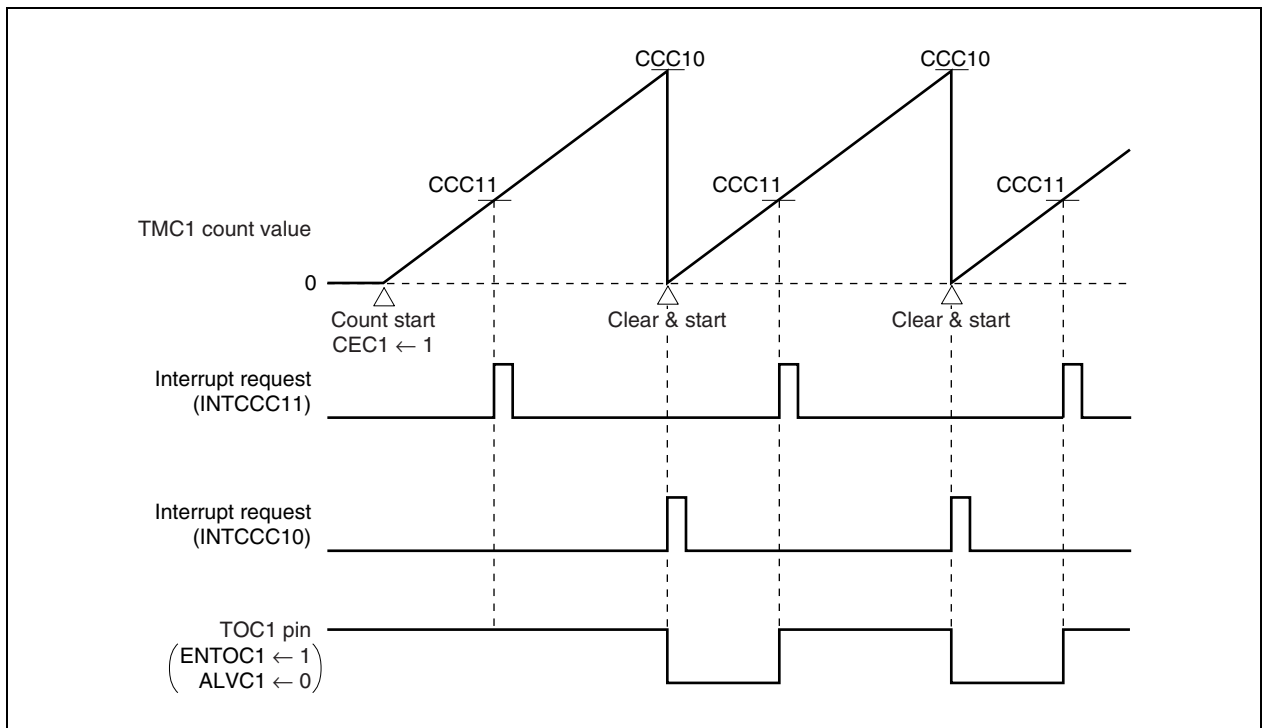 CCC10
CCC10
CCC11
CCC11
CCC11
TMC1 count value
0
Count start
CEC1 ← 1
Clear & start
Clear & start
Interrupt request
(INTCCC11)
Interrupt request
(INTCCC10)
TOC1 pin
(ENTOC1 ← 1
ALVC1 ← 0)